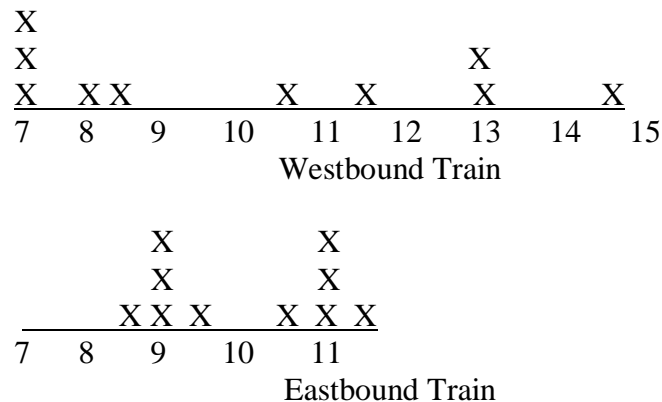 X
X X
X X X X X X X
7 8 9 10 11 12 13 14 15
Westbound Train
X X
X X
X X X X X X
7 8 9 10 11
Eastbound Train